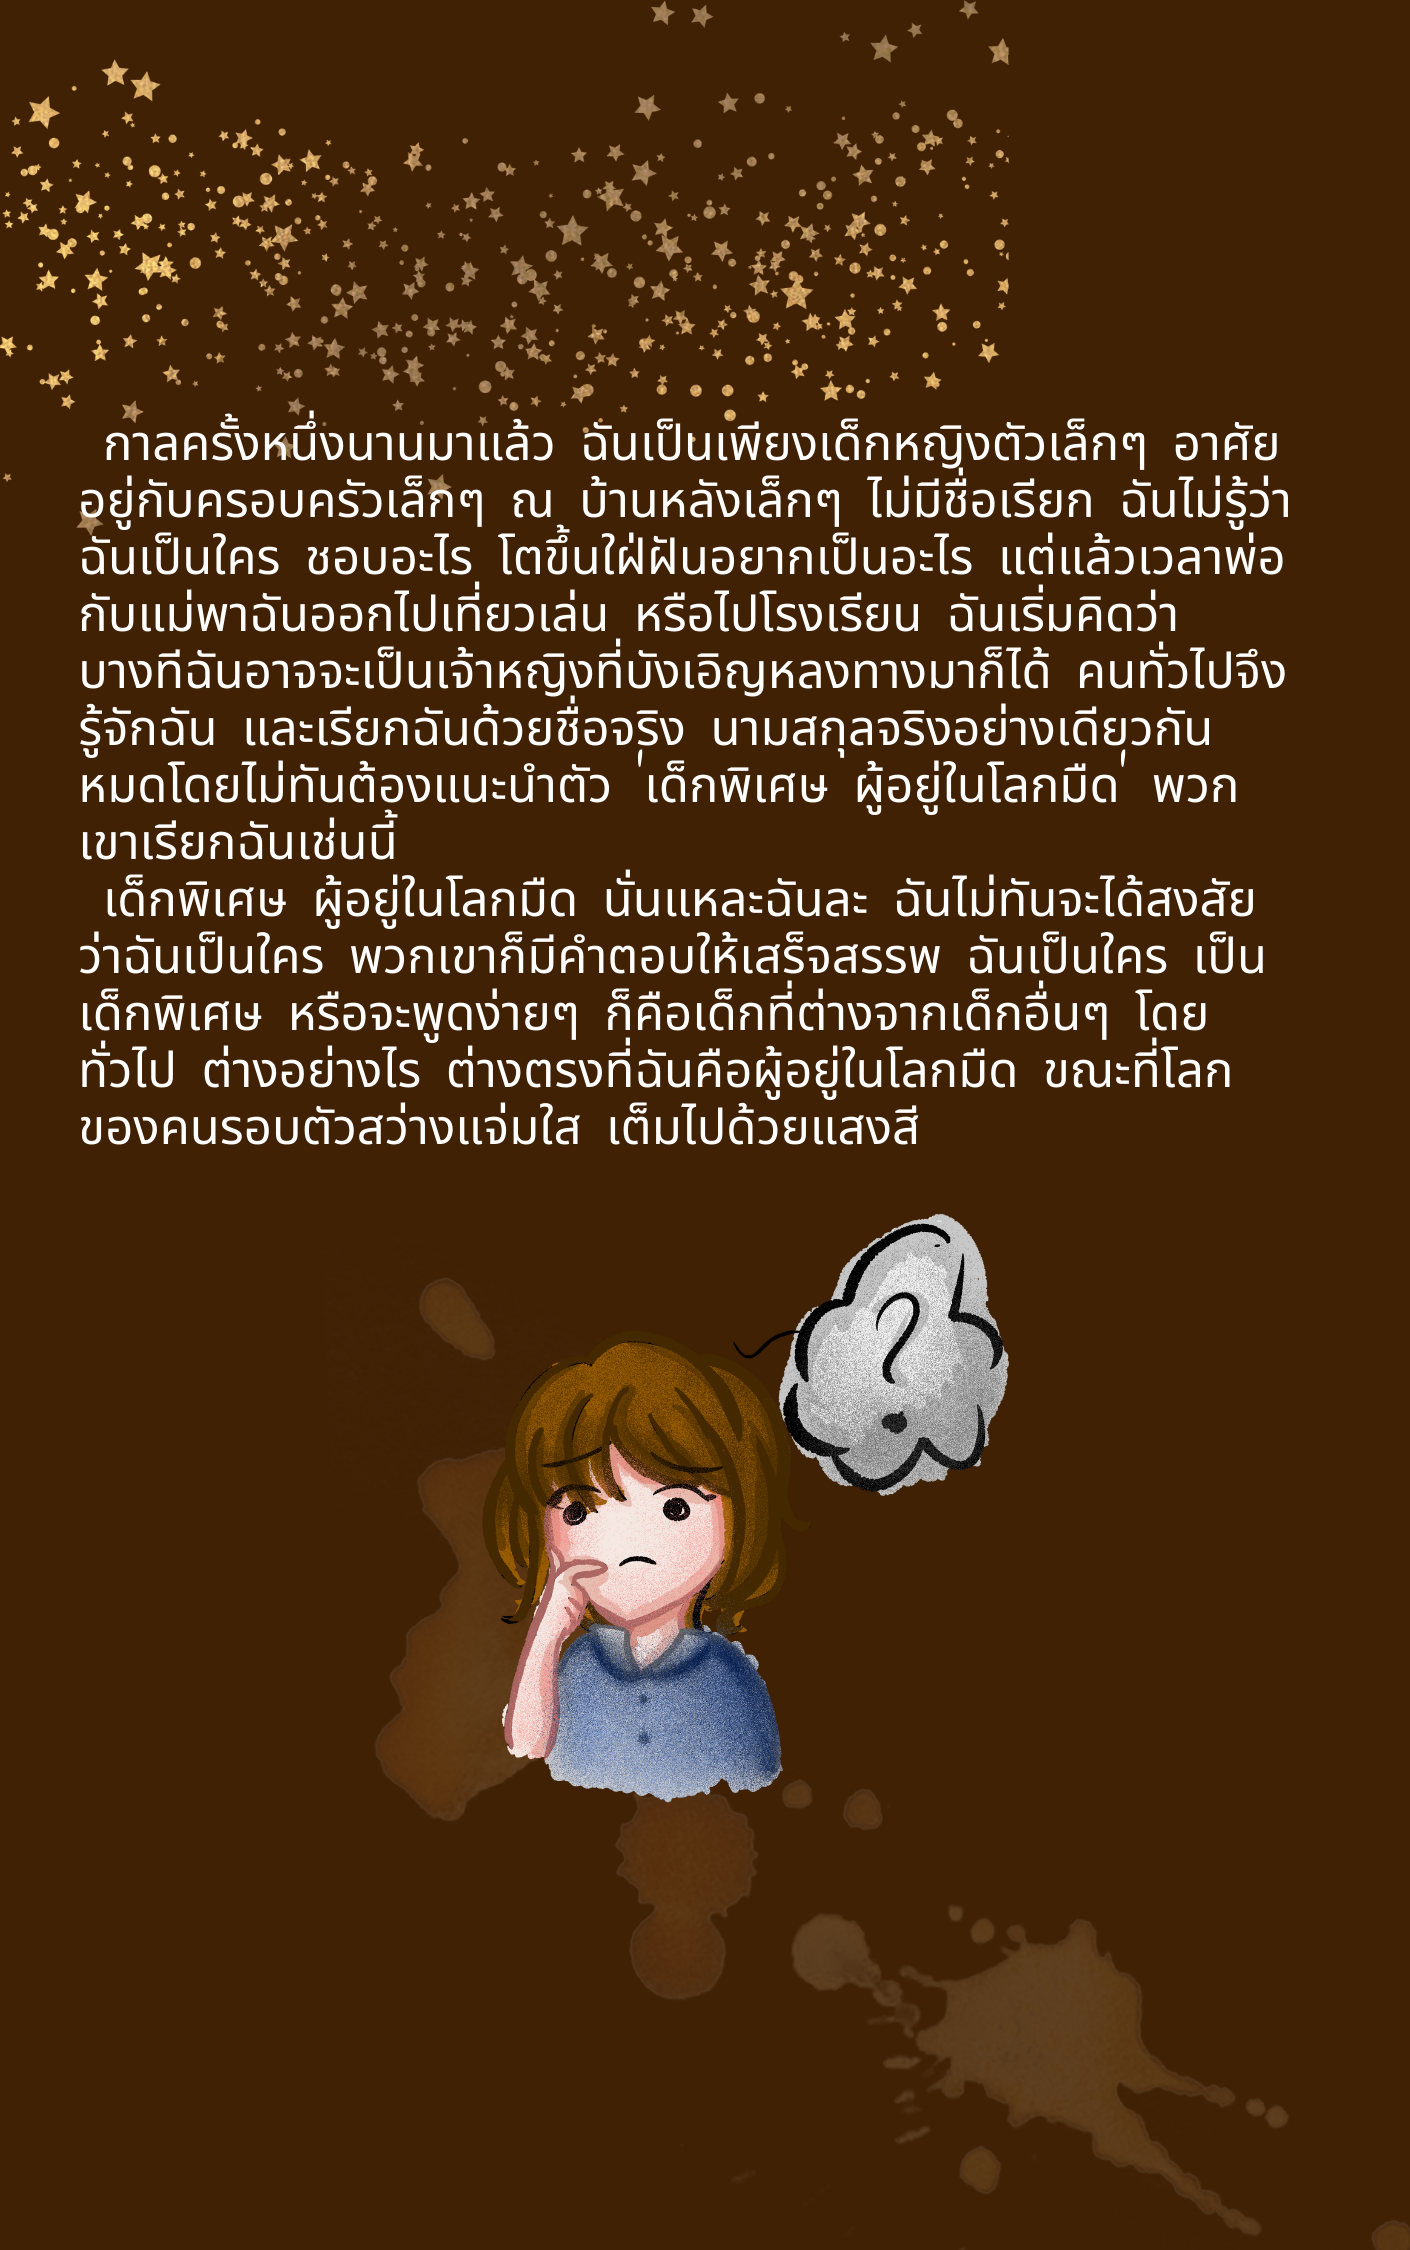 กาลครั้งหนึ่งนานมาแล้ว ฉันเป็นเพียงเด็กหญิงตัวเล็กๆ อาศัย
อยู่กับครอบครัวเล็กๆ ณ บ้านหลังเล็กๆ ไม่มีชื่อเรียก ฉันไม่รู้ว่า
ฉันเป็นใคร ชอบอะไร โตขึ้นใฝ่ฝันอยากเป็นอะไร แต่แล้วเวลาพ่อ
กับแม่พาฉันออกไปเที่ยวเล่น หรือไปโรงเรียน ฉันเริ่มคิดว่า
บางทีฉันอาจจะเป็นเจ้าหญิงที่บังเอิญหลงทางมาก็ได้ คนทั่วไปจึง
รู้จักฉัน และเรียกฉันด้วยชื่อจริง นามสกุลจริงอย่างเดียวกัน
หมดโดยไม่ทันต้องแนะนำตัว 'เด็กพิเศษ ผู้อยู่ในโลกมืด' พวก
เขาเรียกฉันเช่นนี้
เด็กพิเศษ ผู้อยู่ในโลกมืด นั่นแหละฉันละ ฉันไม่ทันจะได้สงสัย
ว่าฉันเป็นใคร พวกเขาก็มีคำตอบให้เสร็จสรรพ ฉันเป็นใคร เป็น
เด็กพิเศษ หรือจะพูดง่ายๆ ก็คือเด็กที่ต่างจากเด็กอื่นๆ โดย
ทั่วไป ต่างอย่างไร ต่างตรงที่ฉันคือผู้อยู่ในโลกมืด ขณะที่โลก
ของคนรอบตัวสว่างแจ่มใส เต็มไปด้วยแสงสี
?